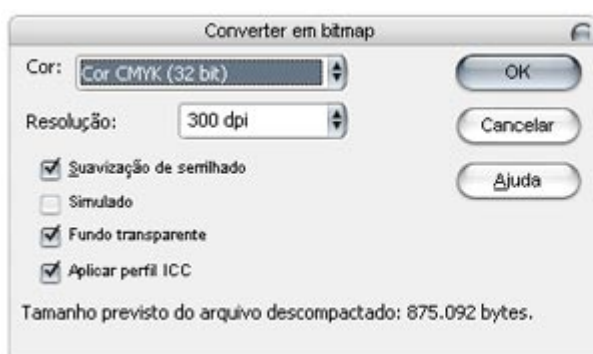 Converter em bitmap
Cor: Cor CMYK (32 bit)
OK
Resolução: 300 dpi
Cancelar
Suavização de serrilhado
Ajuda
Simulado
Fundo transparente
Aplicar perfil ICC
Tamanho previsto do arquivo descompactado: 875.092 bytes.